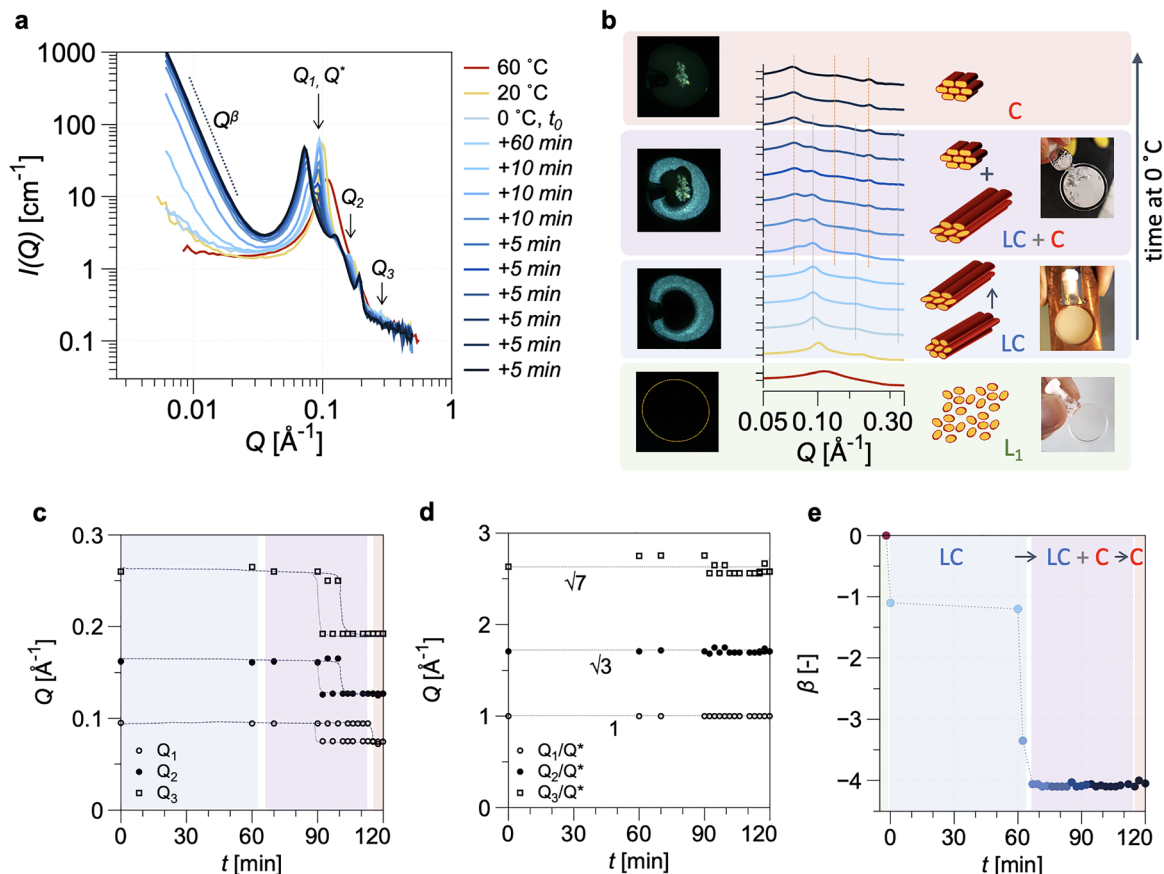 a
1000
100
10
1
0.1
I(Q) [cm⁻¹]
Q^β
Q₁, Q*
Q₂
Q₃
0.01
0.1
1
Q [Å⁻¹]
60 ˚C
20 ˚C
0 ˚C, t₀
+60 min
+10 min
+10 min
+10 min
+5 min
+5 min
+5 min
+5 min
+5 min
+5 min
b
C
+
LC + C
LC
L₁
0.05 0.10 0.30
Q [Å⁻¹]
time at 0 ˚C
c
0.3
0.2
0.1
0
Q [Å⁻¹]
Q₁
Q₂
Q₃
0 30 60 90 120
t [min]
d
3
2
1
0
Q [Å⁻¹]
√7
√3
1
Q₁/Q*
Q₂/Q*
Q₃/Q*
0 30 60 90 120
t [min]
e
0
−1
−2
−3
−4
β [-]
LC → LC + C → C
0 30 60 90 120
t [min]